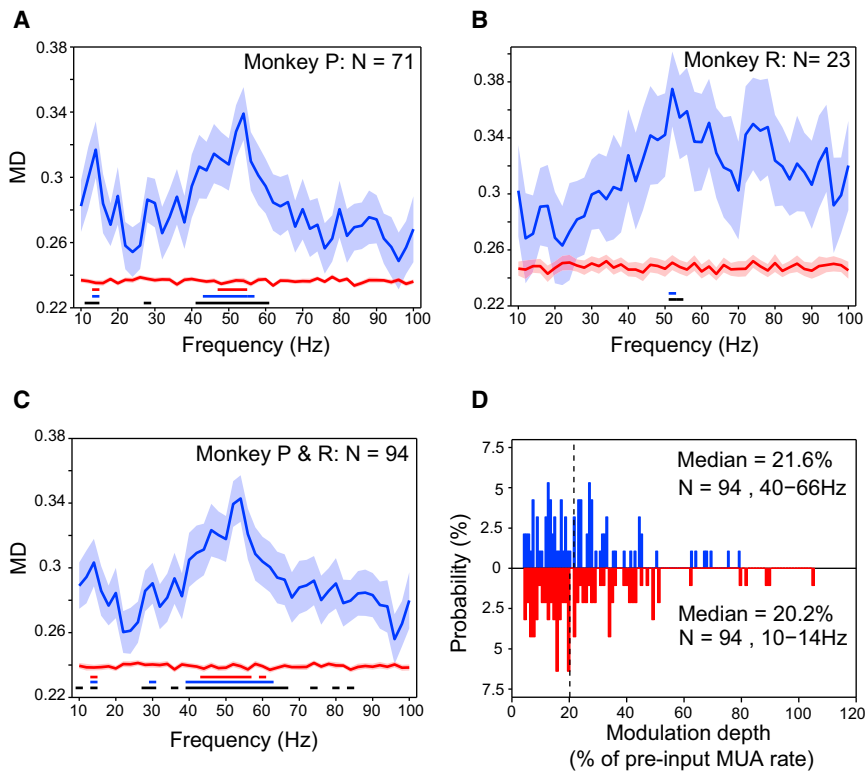 A
Monkey P: N = 71
MD
0.38
0.34
0.3
0.26
0.22
10 20 30 40 50 60 70 80 90 100
Frequency (Hz)
B
Monkey R: N= 23
0.38
0.34
0.3
0.26
0.22
10 20 30 40 50 60 70 80 90 100
Frequency (Hz)
C
Monkey P & R: N = 94
MD
0.38
0.34
0.3
0.26
0.22
10 20 30 40 50 60 70 80 90 100
Frequency (Hz)
D
Probability (%)
7.5
5.0
2.5
0
2.5
5.0
7.5
Median = 21.6%
N = 94 , 40−66Hz
Median = 20.2%
N = 94 , 10−14Hz
0 20 40 60 80 100 120
Modulation depth
(% of pre-input MUA rate)